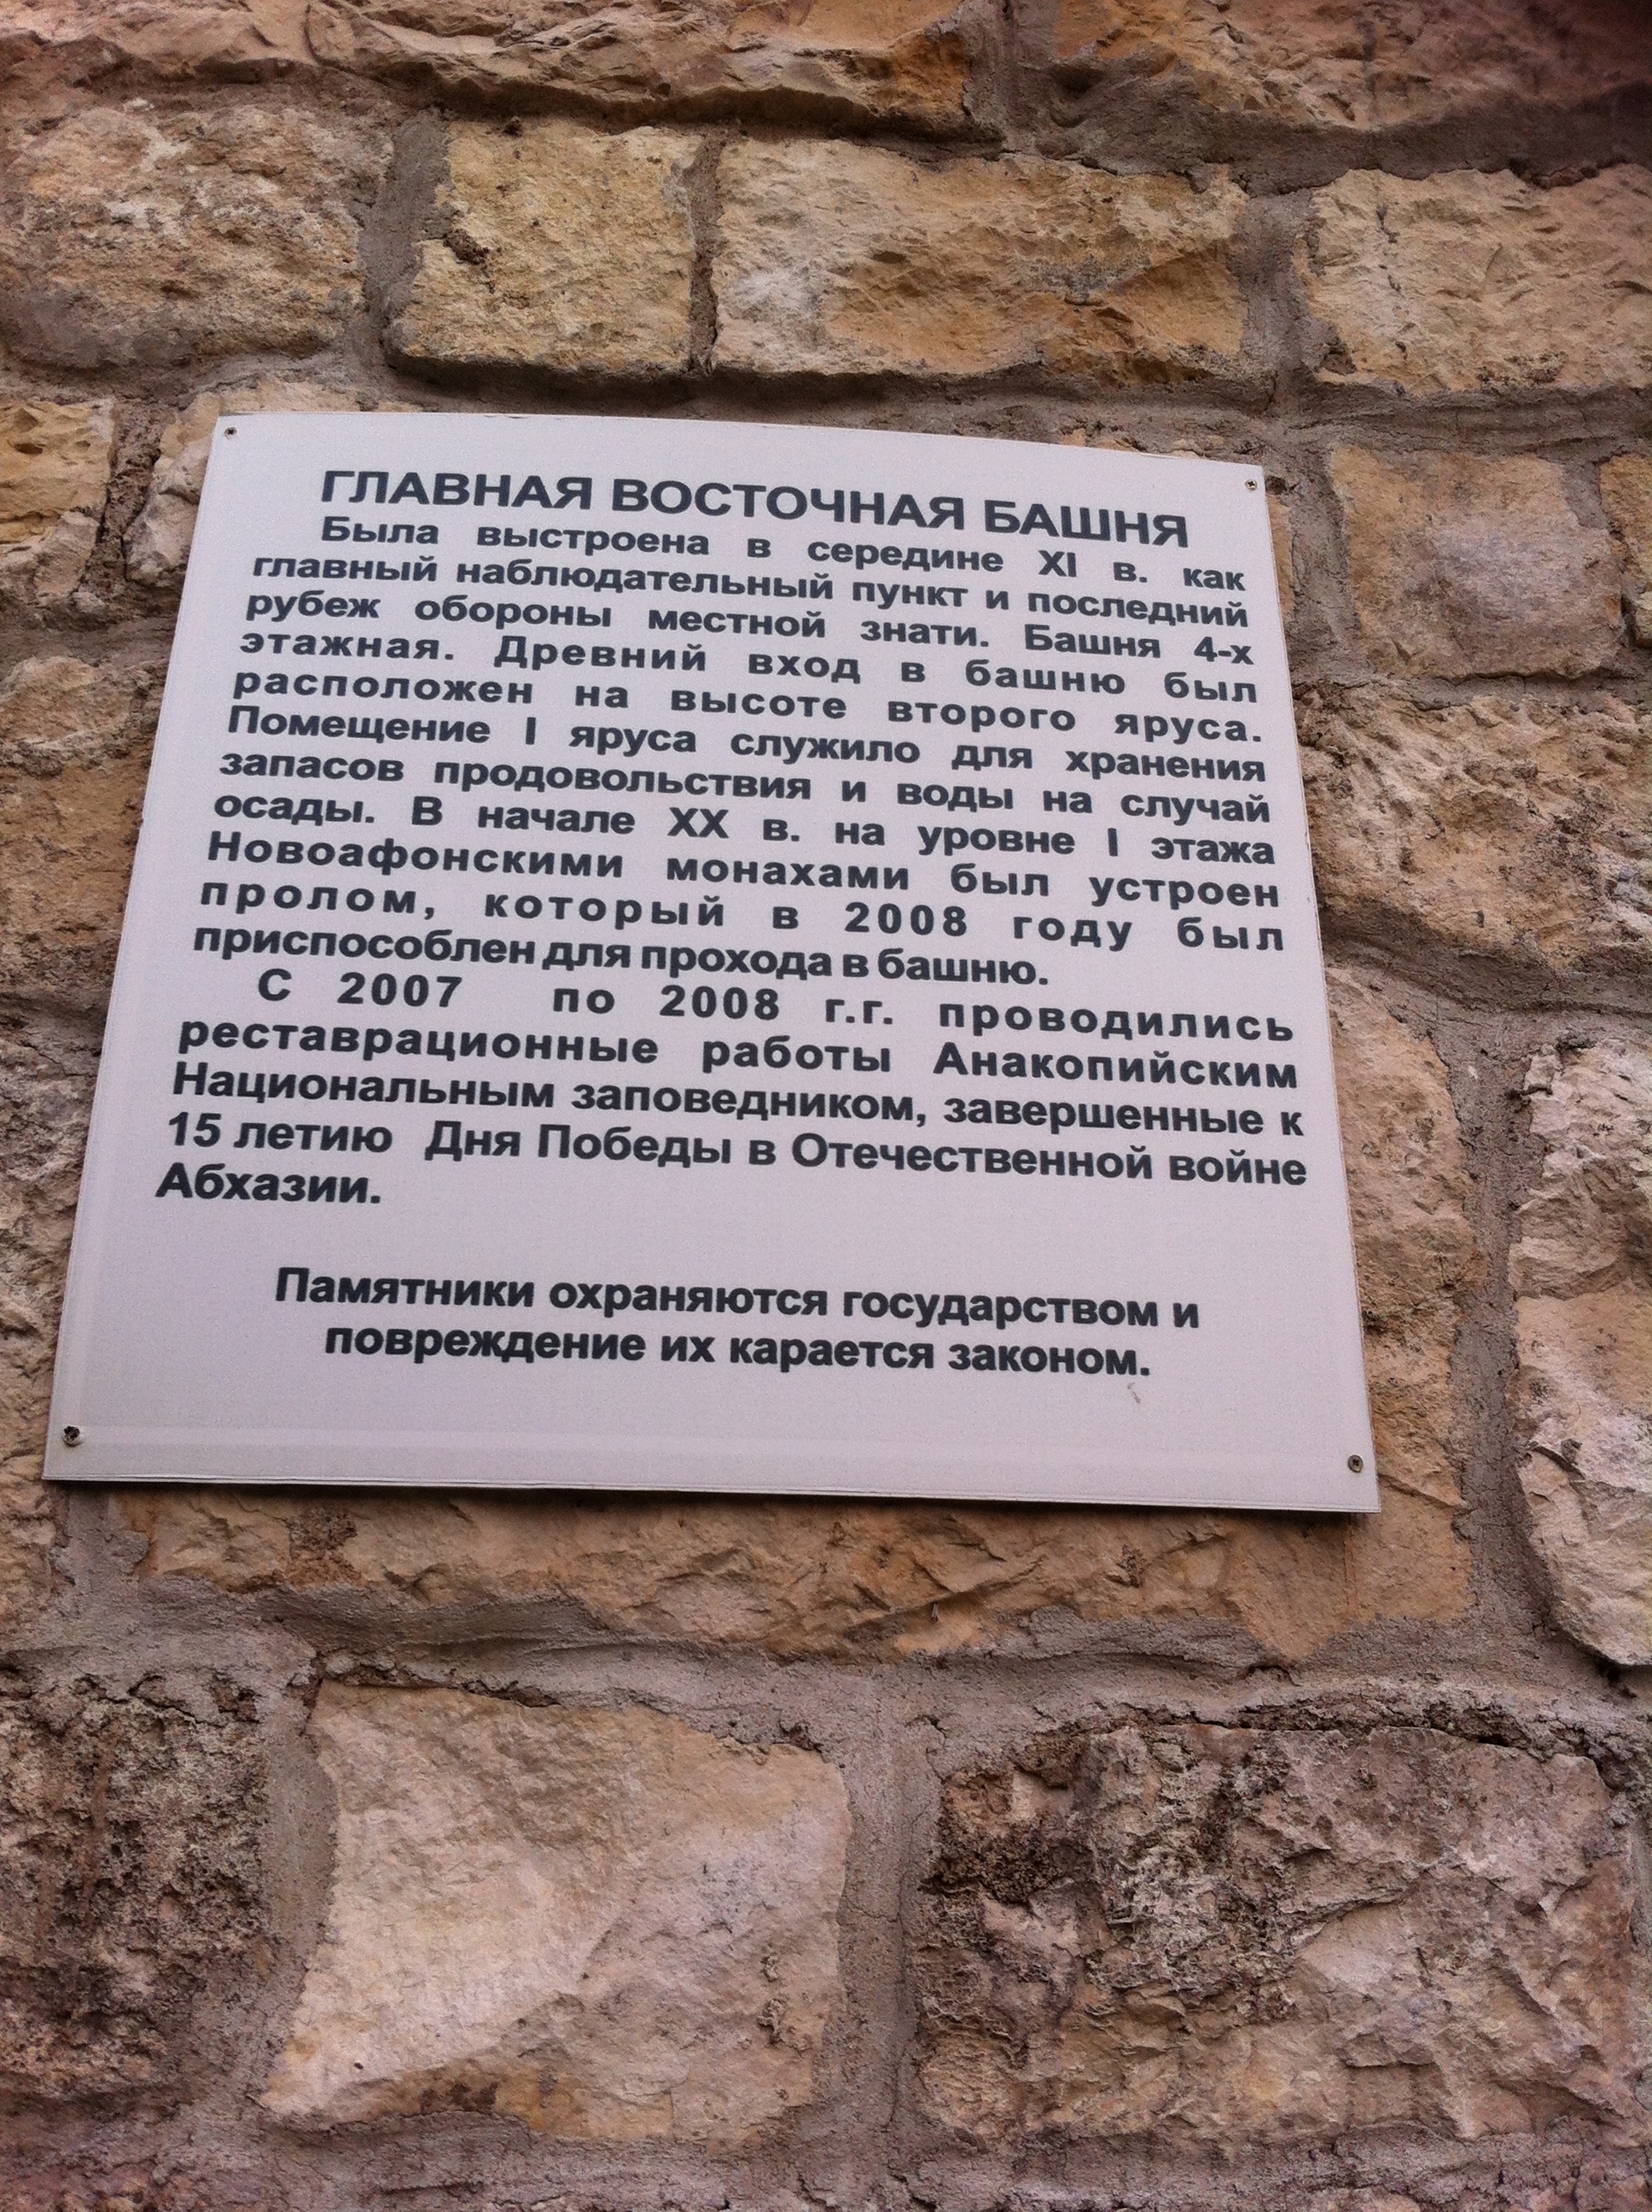 ГЛАВНАЯ ВОСТОЧНАЯ БАШНЯ
Была выстроена в середине XI в. как
главный наблюдательный пункт и последний
рубеж обороны местной знати. Башня 4-х
этажная. Древний вход в башню был
расположен на высоте второго яруса.
Помещение I яруса служило для хранения
запасов продовольствия и воды на случай
осады. В начале XX в. на уровне I этажа
Новоафонскими монахами был устроен
пролом, который в 2008 году был
приспособлен для прохода в башню.
С 2007 по 2008 г.г. проводились
реставрационные работы Анакопийским
Национальным заповедником, завершенные к
15 летию Дня Победы в Отечественной войне
Абхазии.
Памятники охраняются государством и
повреждение их карается законом.